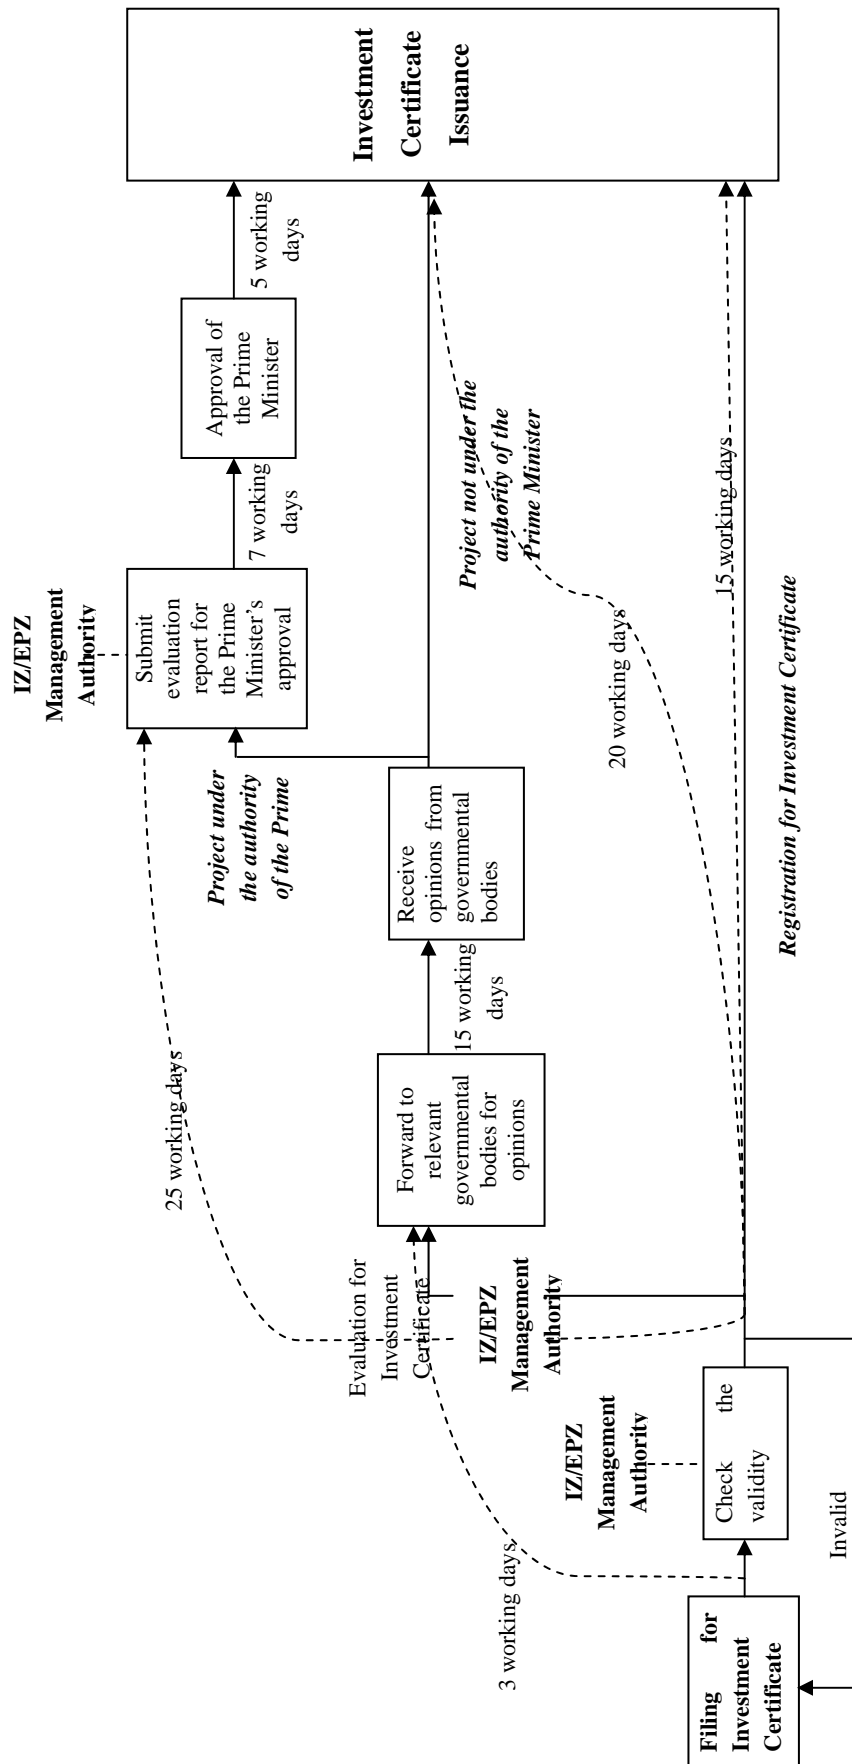 Filing for
Investment
Certificate
Invalid
Check the
validity
IZ/EPZ
Management
Authority
3 working days
IZ/EPZ
Management
Authority
Evaluation for
Investment
Certificate
Forward to
relevant
governmental
bodies for
opinions
15 working
days
Receive
opinions from
governmental
bodies
25 working days
Project under
the authority
of the Prime
IZ/EPZ
Management
Authority
Submit
evaluation
report for
the Prime
Minister’s
approval
7 working
days
Approval of
the Prime
Minister
5 working
days
Project not under the
authority of the
Prime Minister
20 working days
15 working days
Registration for Investment Certificate
Investment
Certificate
Issuance